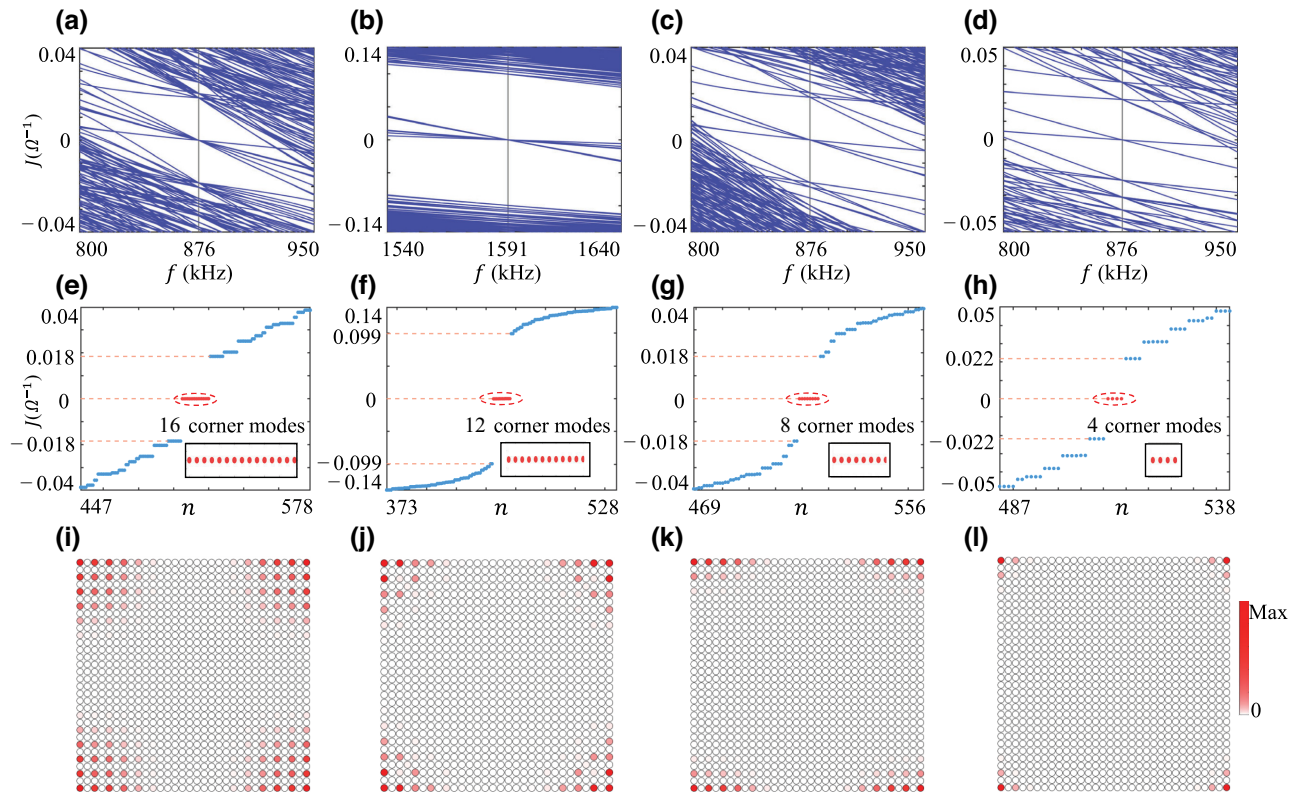 (a) (b) (c) (d)
0.04 0.14 0.04 0.05
J(Ω⁻¹)
0 0 0 0
−0.04 −0.14 −0.04 −0.05
800 876 950 1540 1591 1640 800 876 950 800 876 950
f (kHz) f (kHz) f (kHz) f (kHz)
(e) (f) (g) (h)
0.04 0.14 0.04 0.05
0.018 0.099 0.018 0.022
J(Ω⁻¹)
0 0 0 0
16 corner modes 12 corner modes 8 corner modes 4 corner modes
−0.018 −0.099 −0.018 −0.022
−0.04 −0.14 −0.04 −0.05
447 n 578 373 n 528 469 n 556 487 n 538
(i) (j) (k) (l)
Max
0